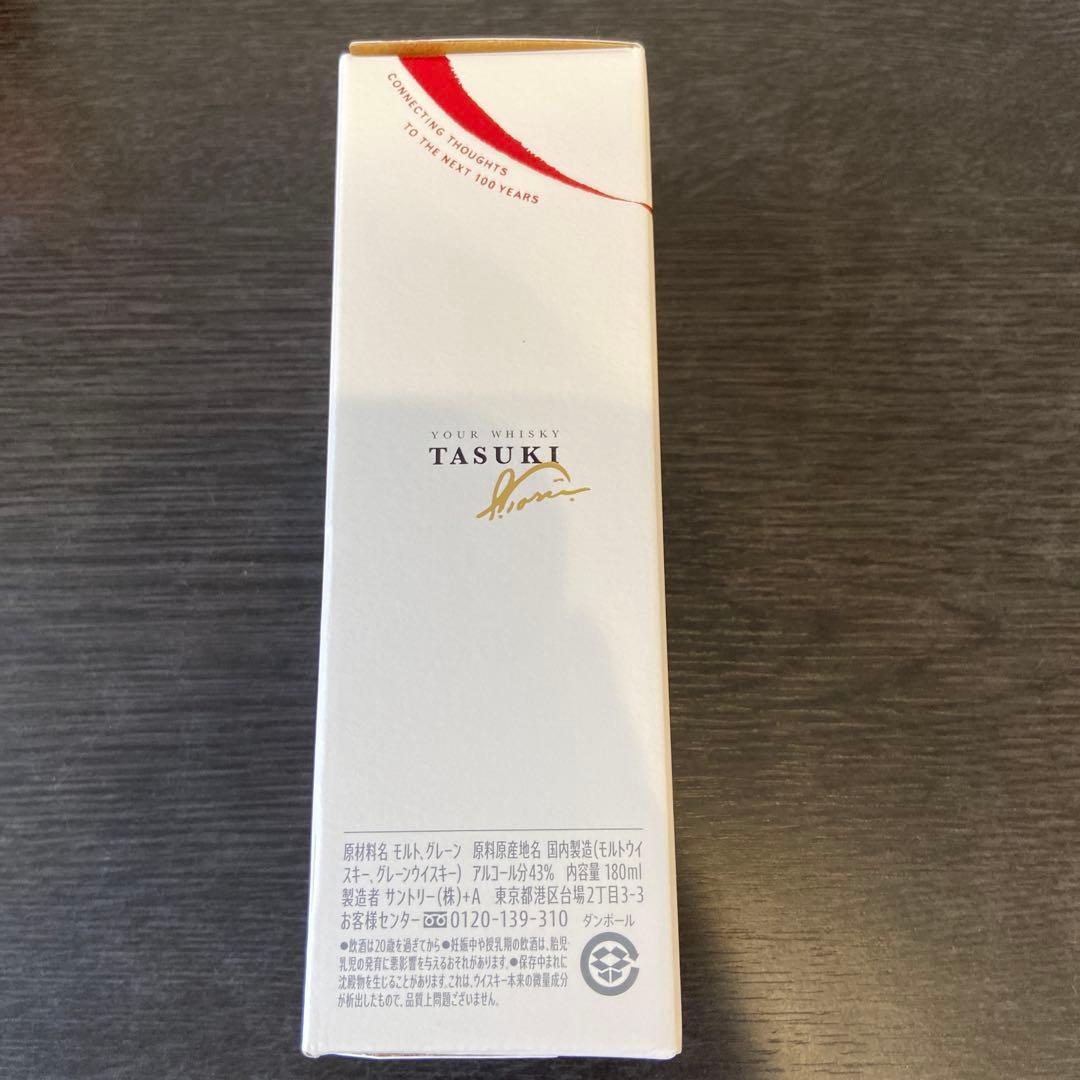 CONNECTING THOUGHTS
TO THE NEXT 100 YEARS
YOUR WHISKY
TASUKI
原材料名 モルト、グレーン 原料原産地名 国内製造(モルトウイ
スキー、グレーンウイスキー) アルコール分43% 内容量 180ml
製造者 サントリー(株)+A 東京都港区台場2丁目3-3
お客様センター 0120-139-310 ダンボール
●飲酒は20歳を過ぎてから●妊娠中や授乳期の飲酒は、胎児・
乳児の発育に悪影響を与えるおそれがあります。●保存中まれに
沈殿物を生じることがあります。これは、ウイスキー本来の微量成分
が析出したもので、品質上問題ございません。